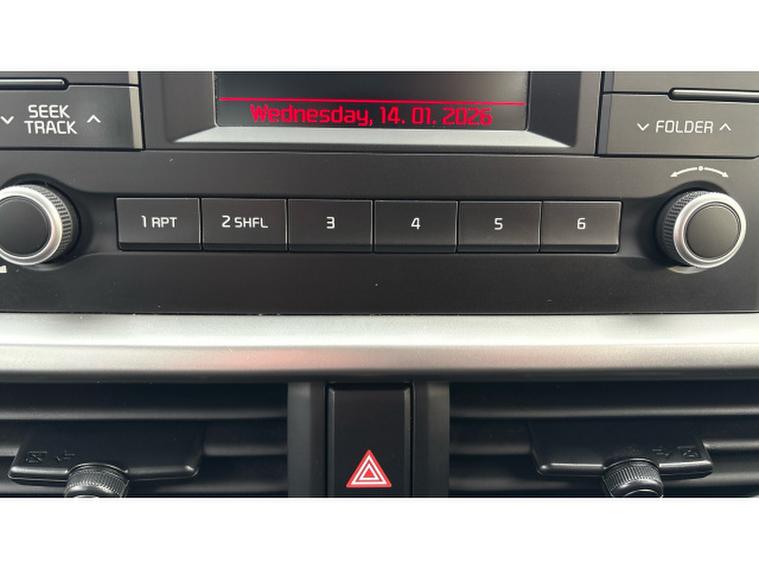 Wednesday, 14. 01. 2026
SEEK
TRACK
FOLDER
1 RPT
2 SHFL
3
4
5
6